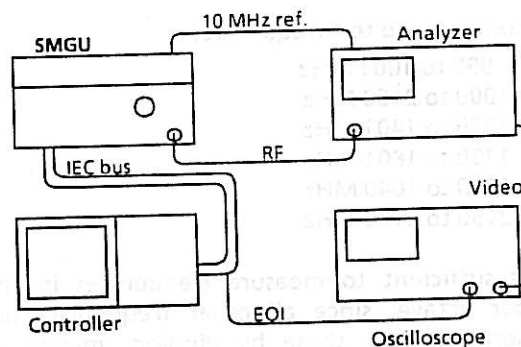 10 MHz ref.
SMGU
Analyzer
RF
IEC bus
Video
EOI
Controller
Oscilloscope